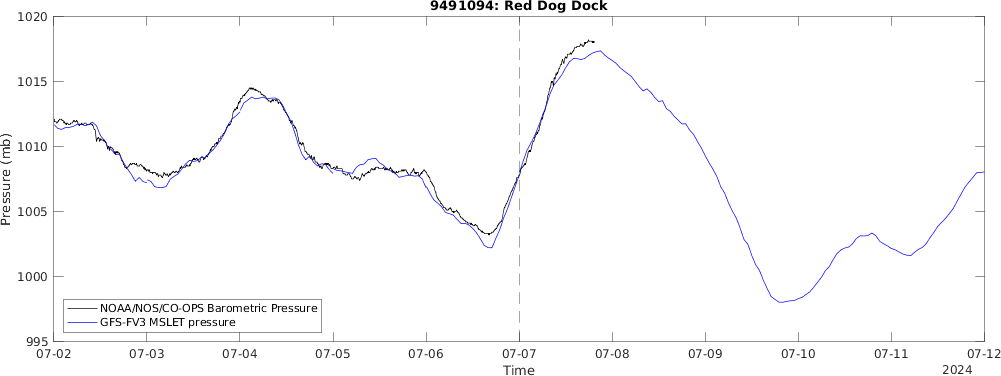 9491094: Red Dog Dock
Pressure (mb)
1020
1015
1010
1005
1000
995
NOAA/NOS/CO-OPS Barometric Pressure
GFS-FV3 MSLET pressure
07-02 07-03 07-04 07-05 07-06 07-07 07-08 07-09 07-10 07-11 07-12
Time
2024